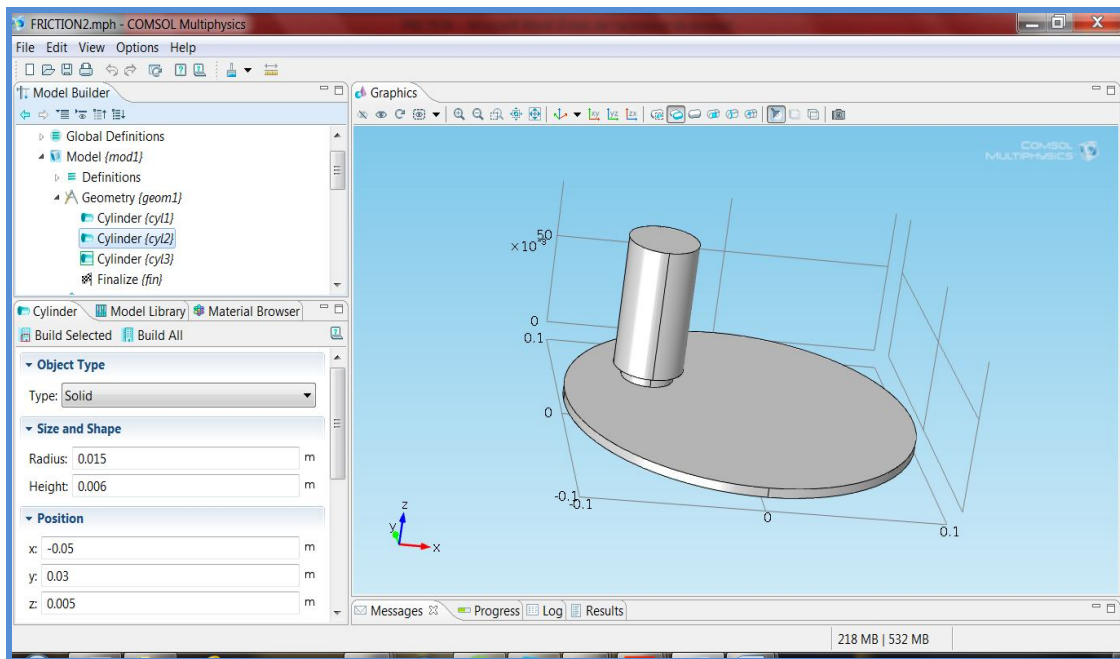 FRICTION2.mph - COMSOL Multiphysics
File Edit View Options Help
Model Builder
Global Definitions
Model {mod1}
Definitions
Geometry {geom1}
Cylinder {cyl1}
Cylinder {cyl2}
Cylinder {cyl3}
Finalize {fin}
Cylinder Model Library Material Browser
Build Selected Build All
Object Type
Type: Solid
Size and Shape
Radius: 0.015 m
Height: 0.006 m
Position
x: -0.05 m
y: 0.03 m
z: 0.005 m
Graphics
yz zx
COMSOL
MULTIPHYSICS
50
×10
0
0.1
0
-0.1
-0.1
0
0.1
z
y
x
Messages Progress Log Results
218 MB | 532 MB